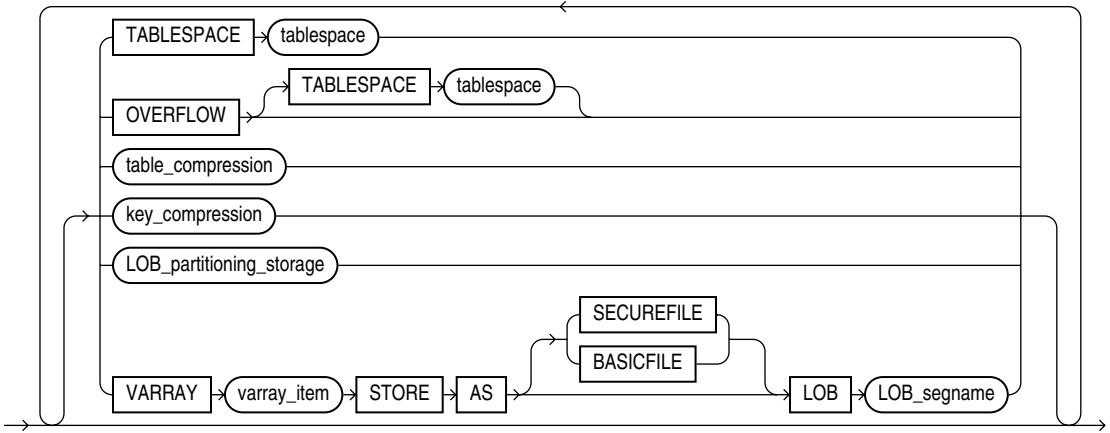 TABLESPACE tablespace
TABLESPACE tablespace
OVERFLOW
table_compression
key_compression
LOB_partitioning_storage
SECUREFILE
BASICFILE
VARRAY varray_item STORE AS LOB LOB_segname